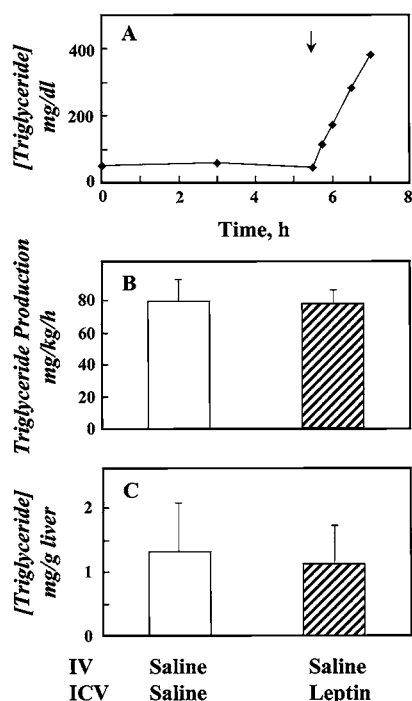 A
[Triglyceride]
mg/dl
400
200
0
0 2 4 6 8
Time, h
B
Triglyceride Production
mg/kg/h
80
60
40
20
0
C
[Triglyceride]
mg/g liver
2
1
0
IV Saline Saline
ICV Saline Leptin